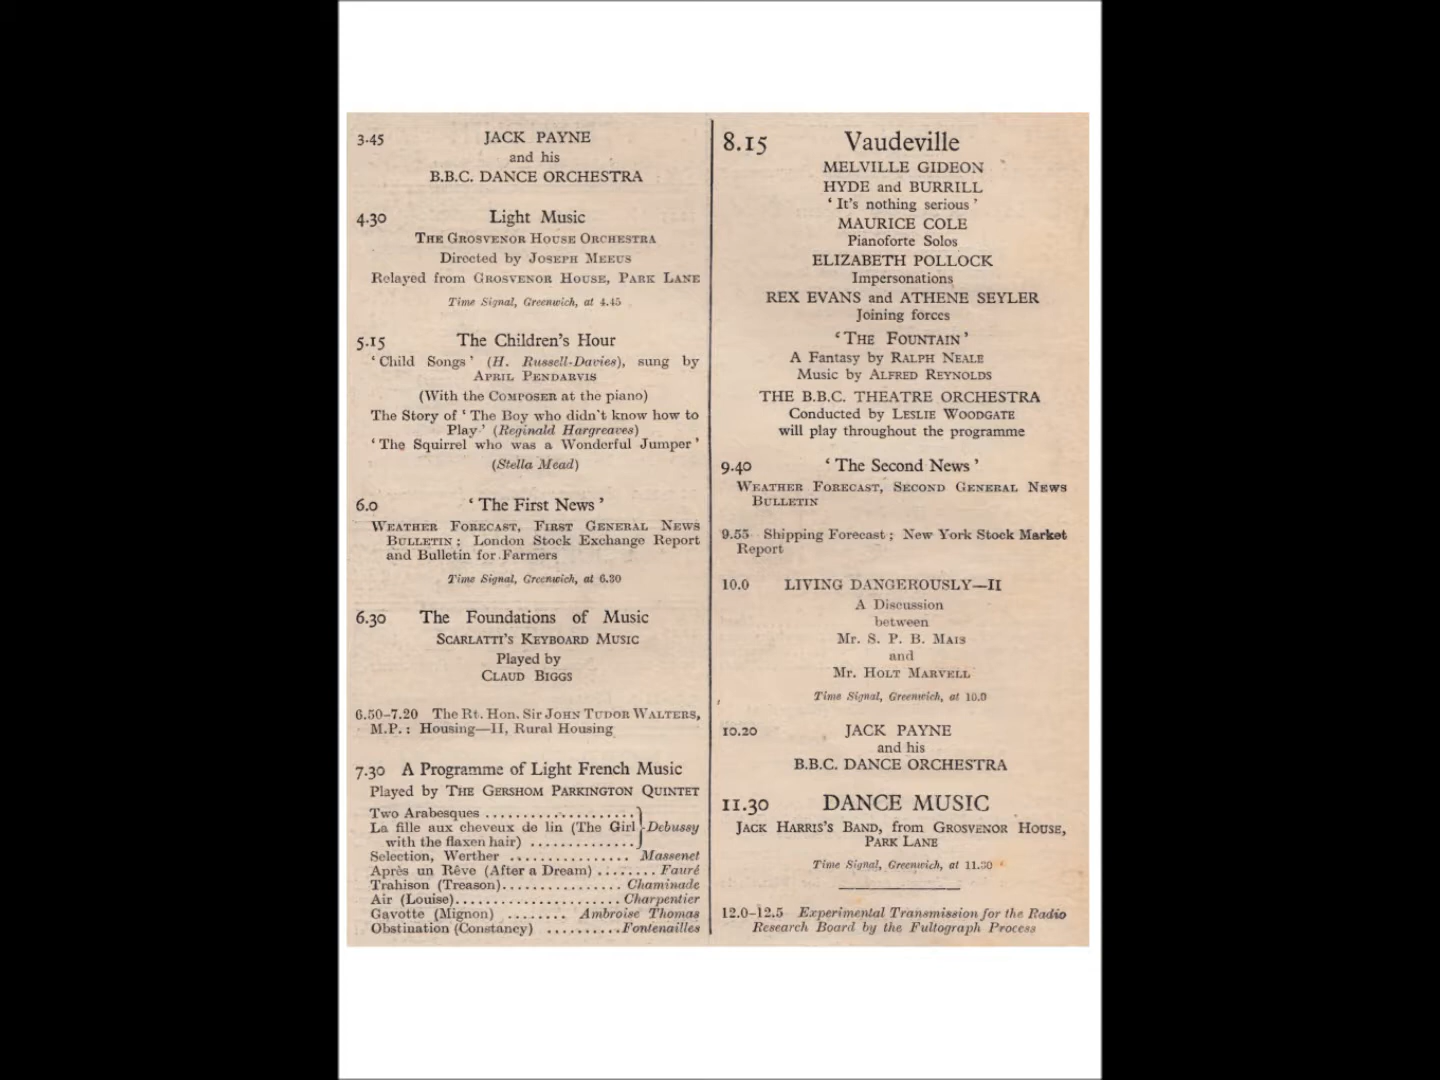 3.45 JACK PAYNE
and his
B.B.C. DANCE ORCHESTRA
4.30 Light Music
THE GROSVENOR HOUSE ORCHESTRA
Directed by JOSEPH MEEUS
Relayed from GROSVENOR HOUSE, PARK LANE
Time Signal, Greenwich, at 4.45
5.15 The Children's Hour
'Child Songs' (H. Russell-Davies), sung by
APRIL PENDARVIS
(With the COMPOSER at the piano)
The Story of 'The Boy who didn't know how to
Play' (Reginald Hargreaves)
'The Squirrel who was a Wonderful Jumper'
(Stella Mead)
6.0 'The First News'
WEATHER FORECAST, FIRST GENERAL NEWS
BULLETIN; London Stock Exchange Report
and Bulletin for Farmers
Time Signal, Greenwich, at 6.30
6.30 The Foundations of Music
SCARLATTI'S KEYBOARD MUSIC
Played by
CLAUD BIGGS
6.50-7.20 The Rt. Hon. Sir JOHN TUDOR WALTERS,
M.P.: Housing—II, Rural Housing
7.30 A Programme of Light French Music
Played by THE GERSHOM PARKINGTON QUINTET
Two Arabesques ....................
La fille aux cheveux de lin (The Girl Debussy
with the flaxen hair) ..............
Selection, Werther ................ Massenet
Après un Rêve (After a Dream) ........ Fauré
Trahison (Treason)................ Chaminade
Air (Louise)...................... Charpentier
Gavotte (Mignon) ........ Ambroise Thomas
Obstination (Constancy) ..........Fontenailles
8.15 Vaudeville
MELVILLE GIDEON
HYDE and BURRILL
'It's nothing serious'
MAURICE COLE
Pianoforte Solos
ELIZABETH POLLOCK
Impersonations
REX EVANS and ATHENE SEYLER
Joining forces
'THE FOUNTAIN'
A Fantasy by RALPH NEALE
Music by ALFRED REYNOLDS
THE B.B.C. THEATRE ORCHESTRA
Conducted by LESLIE WOODGATE
will play throughout the programme
9.40 'The Second News'
WEATHER FORECAST, SECOND GENERAL NEWS
BULLETIN
9.55 Shipping Forecast; New York Stock Market
Report
10.0 LIVING DANGEROUSLY—II
A Discussion
between
Mr. S. P. B. MAIS
and
Mr. HOLT MARVELL
Time Signal, Greenwich, at 10.0
10.20 JACK PAYNE
and his
B.B.C. DANCE ORCHESTRA
11.30 DANCE MUSIC
JACK HARRIS'S BAND, from GROSVENOR HOUSE,
PARK LANE
Time Signal, Greenwich, at 11.30
12.0-12.5 Experimental Transmission for the Radio
Research Board by the Fultograph Process